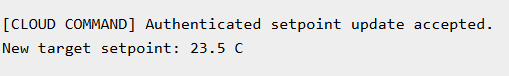 [CLOUD COMMAND] Authenticated setpoint update accepted.
New target setpoint: 23.5 C